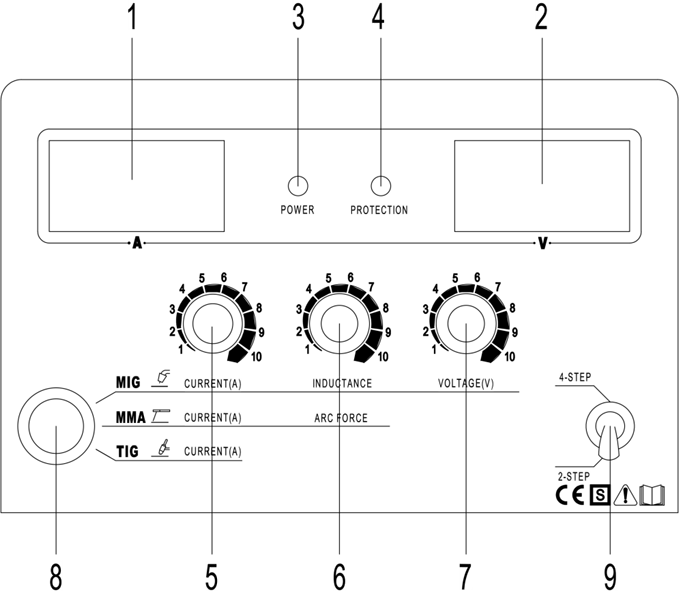 1 3 4 2
POWER PROTECTION
A V
1 2 3 4 5 6 7 8 9 10
1 2 3 4 5 6 7 8 9 10
1 2 3 4 5 6 7 8 9 10
MIG CURRENT(A) INDUCTANCE VOLTAGE(V)
MMA CURRENT(A) ARC FORCE
TIG CURRENT(A)
4-STEP
2-STEP
CE S !
8 5 6 7 9